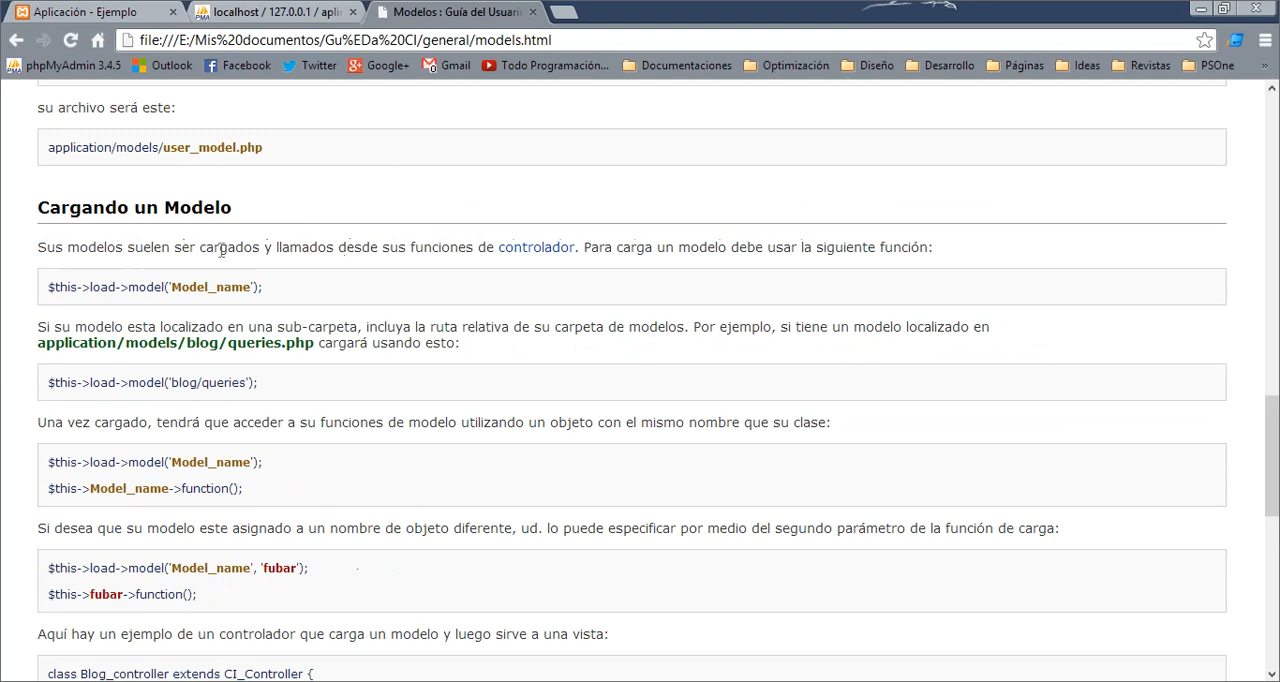 Aplicación - Ejemplo
localhost / 127.0.0.1 / apli
Modelos : Guía del Usuari
file:///E:/Mis%20documentos/Gu%EDa%20CI/general/models.html
phpMyAdmin 3.4.5 Outlook Facebook Twitter Google+ Gmail Todo Programación... Documentaciones Optimización Diseño Desarrollo Páginas Ideas Revistas PSOne »
su archivo será este:
application/models/user_model.php
Cargando un Modelo
Sus modelos suelen ser cargados y llamados desde sus funciones de controlador. Para carga un modelo debe usar la siguiente función:
$this->load->model('Model_name');
Si su modelo esta localizado en una sub-carpeta, incluya la ruta relativa de su carpeta de modelos. Por ejemplo, si tiene un modelo localizado en
application/models/blog/queries.php cargará usando esto:
$this->load->model('blog/queries');
Una vez cargado, tendrá que acceder a su funciones de modelo utilizando un objeto con el mismo nombre que su clase:
$this->load->model('Model_name');
$this->Model_name->function();
Si desea que su modelo este asignado a un nombre de objeto diferente, ud. lo puede especificar por medio del segundo parámetro de la función de carga:
$this->load->model('Model_name', 'fubar');
$this->fubar->function();
Aquí hay un ejemplo de un controlador que carga un modelo y luego sirve a una vista:
class Blog_controller extends CI_Controller {